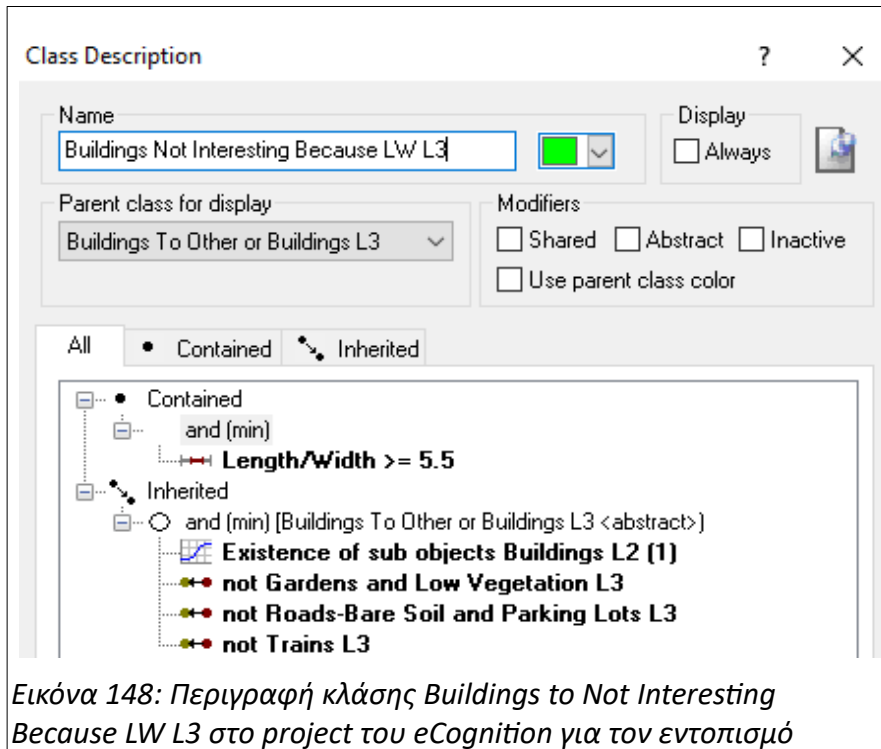 Class Description ?
Name
Display
Buildings Not Interesting Because LW L3
Always
Parent class for display
Modifiers
Buildings To Other or Buildings L3
Shared Abstract Inactive
Use parent class color
All Contained Inherited
Contained
and (min)
Length/Width >= 5.5
Inherited
and (min) [Buildings To Other or Buildings L3 <abstract>)
Existence of sub objects Buildings L2 (1)
not Gardens and Low Vegetation L3
not Roads-Bare Soil and Parking Lots L3
not Trains L3
Εικόνα 148: Περιγραφή κλάσης Buildings to Not Interesting
Because LW L3 στο project του eCognition για τον εντοπισμό